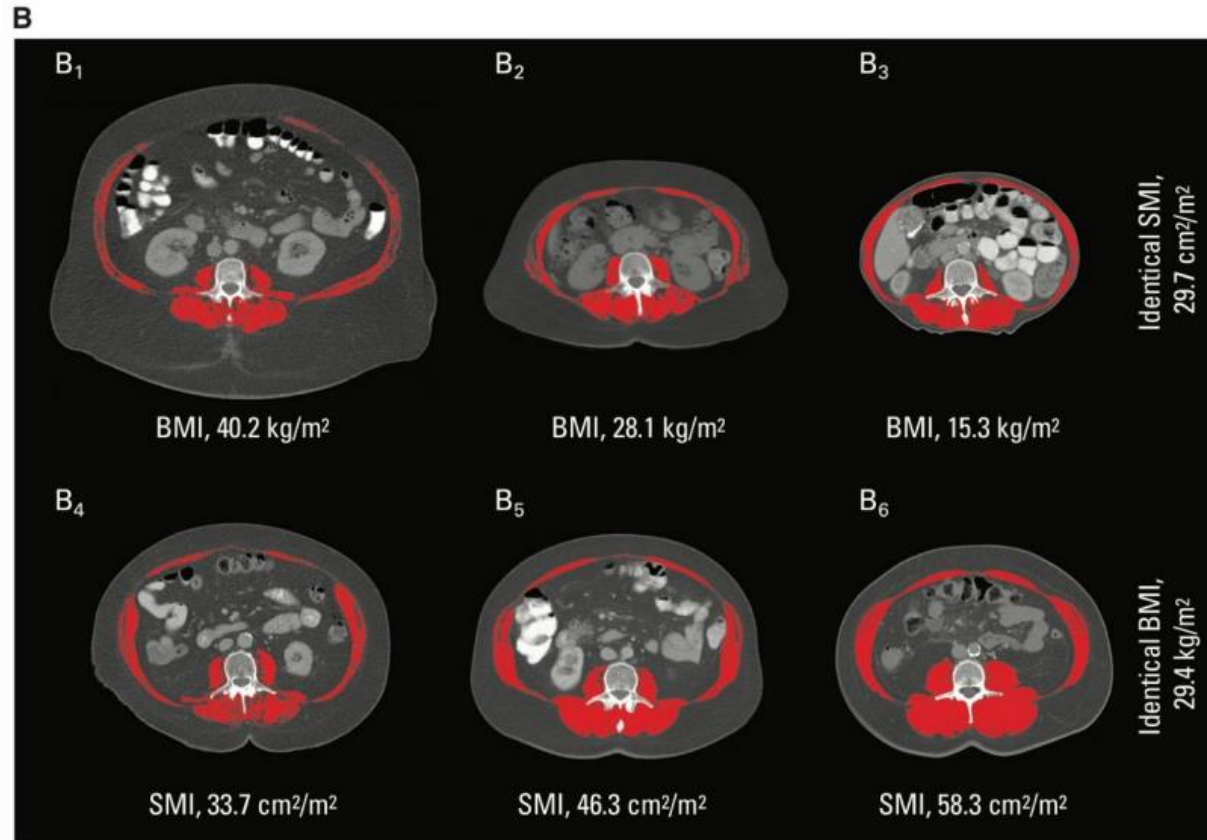 B
B₁
B₂
B₃
BMI, 40.2 kg/m²
BMI, 28.1 kg/m²
BMI, 15.3 kg/m²
Identical SMI,
29.7 cm²/m²
B₄
B₅
B₆
SMI, 33.7 cm²/m²
SMI, 46.3 cm²/m²
SMI, 58.3 cm²/m²
Identical BMI,
29.4 kg/m²